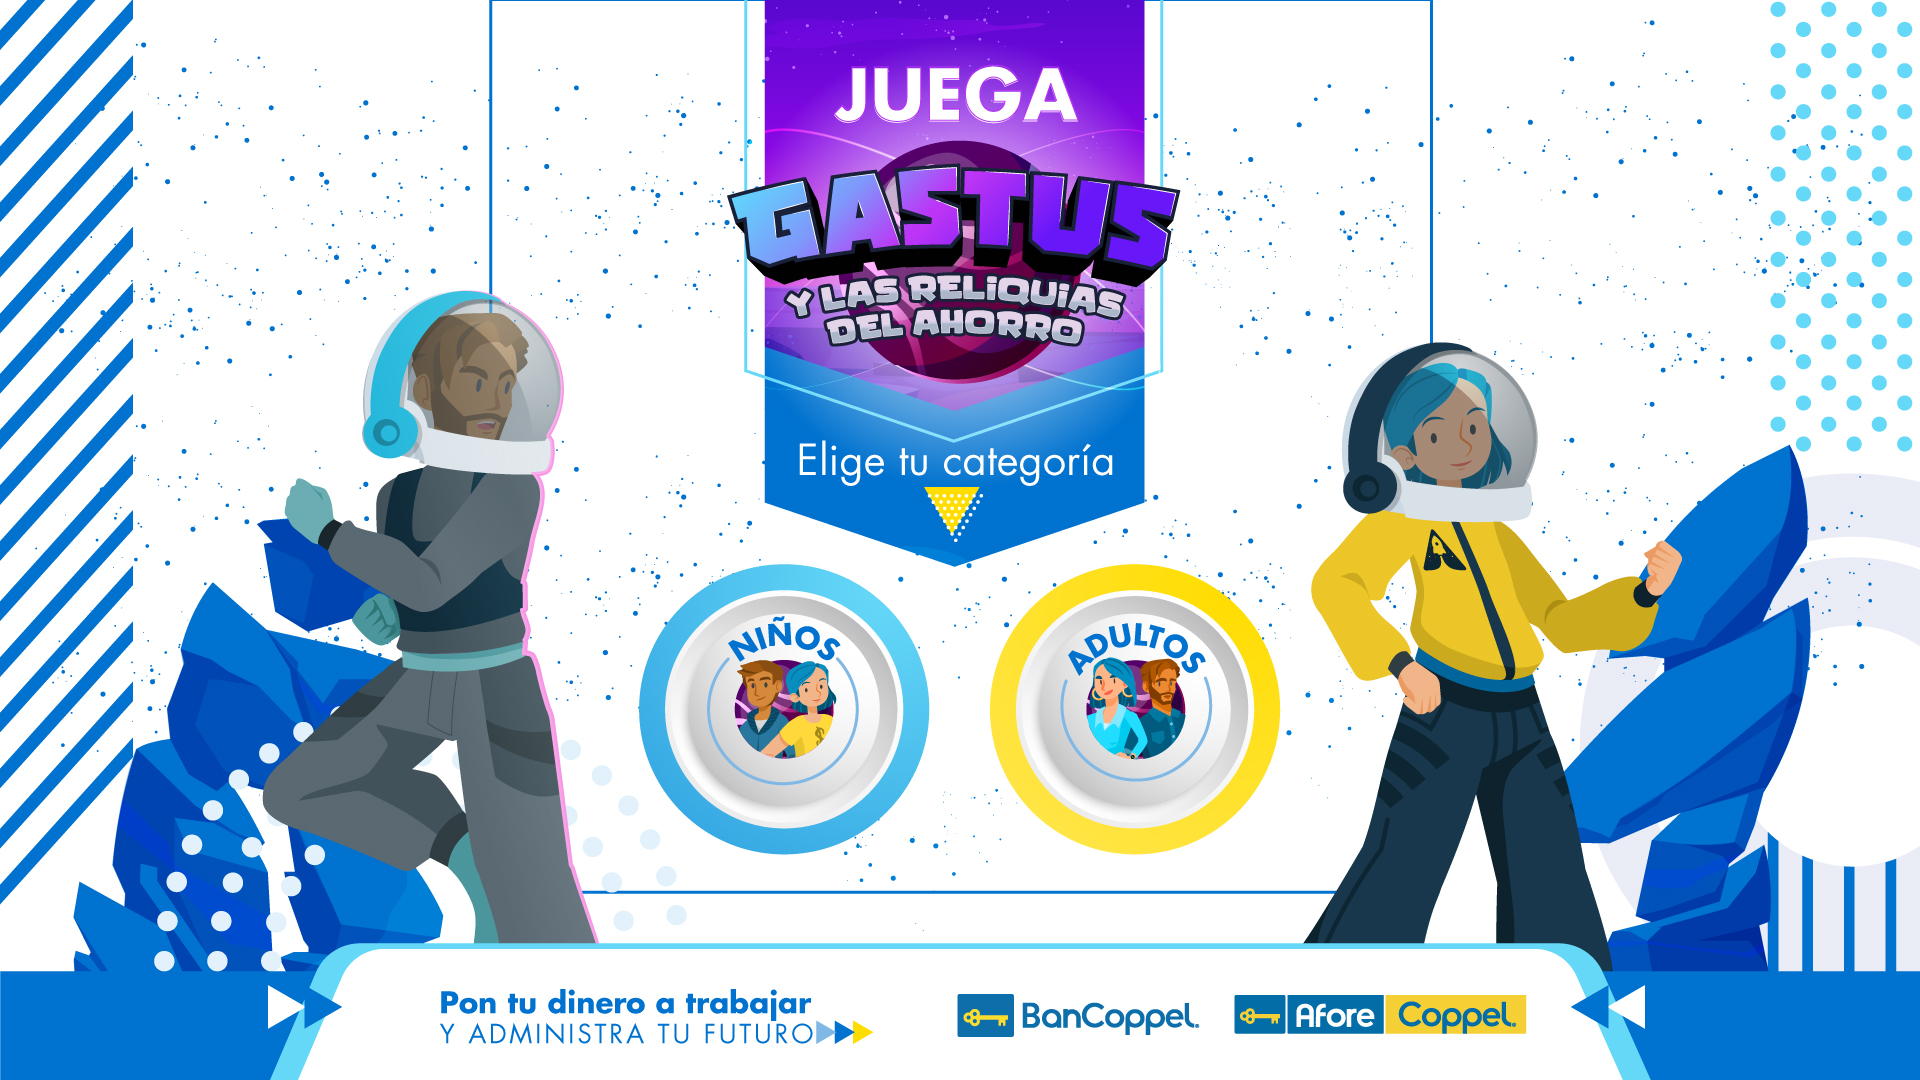 JUEGA
GASTUS
Y LAS RELiQUiAS
DEL AHORRO
Elige tu categoría
NIÑOS
ADULTOS
Pon tu dinero a trabajar
Y ADMINISTRA TU FUTURO
BanCoppel.
Afore Coppel.